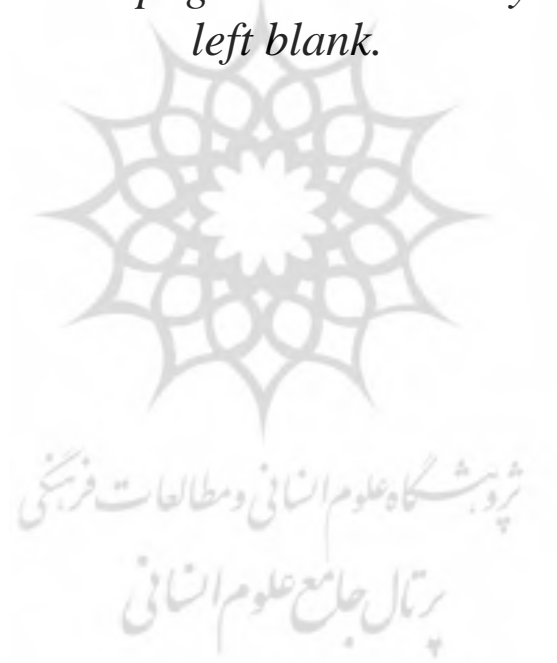 left blank.
پژوهشگاه علوم انسانی و مطالعات فرهنگی
پرتال جامع علوم انسانی